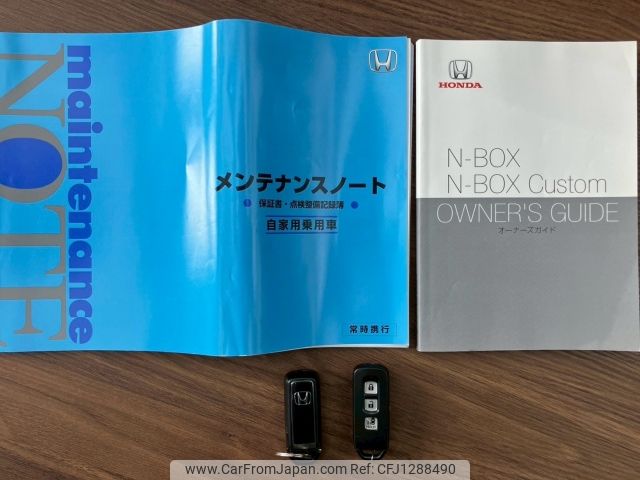 maintenance
NOTE
メンテナンスノート
保証書・点検整備記録簿
自家用乗用車
常時携行
HONDA
N-BOX
N-BOX Custom
OWNER'S GUIDE
オーナーズガイド
www.CarFromJapan.com CFJ1288490